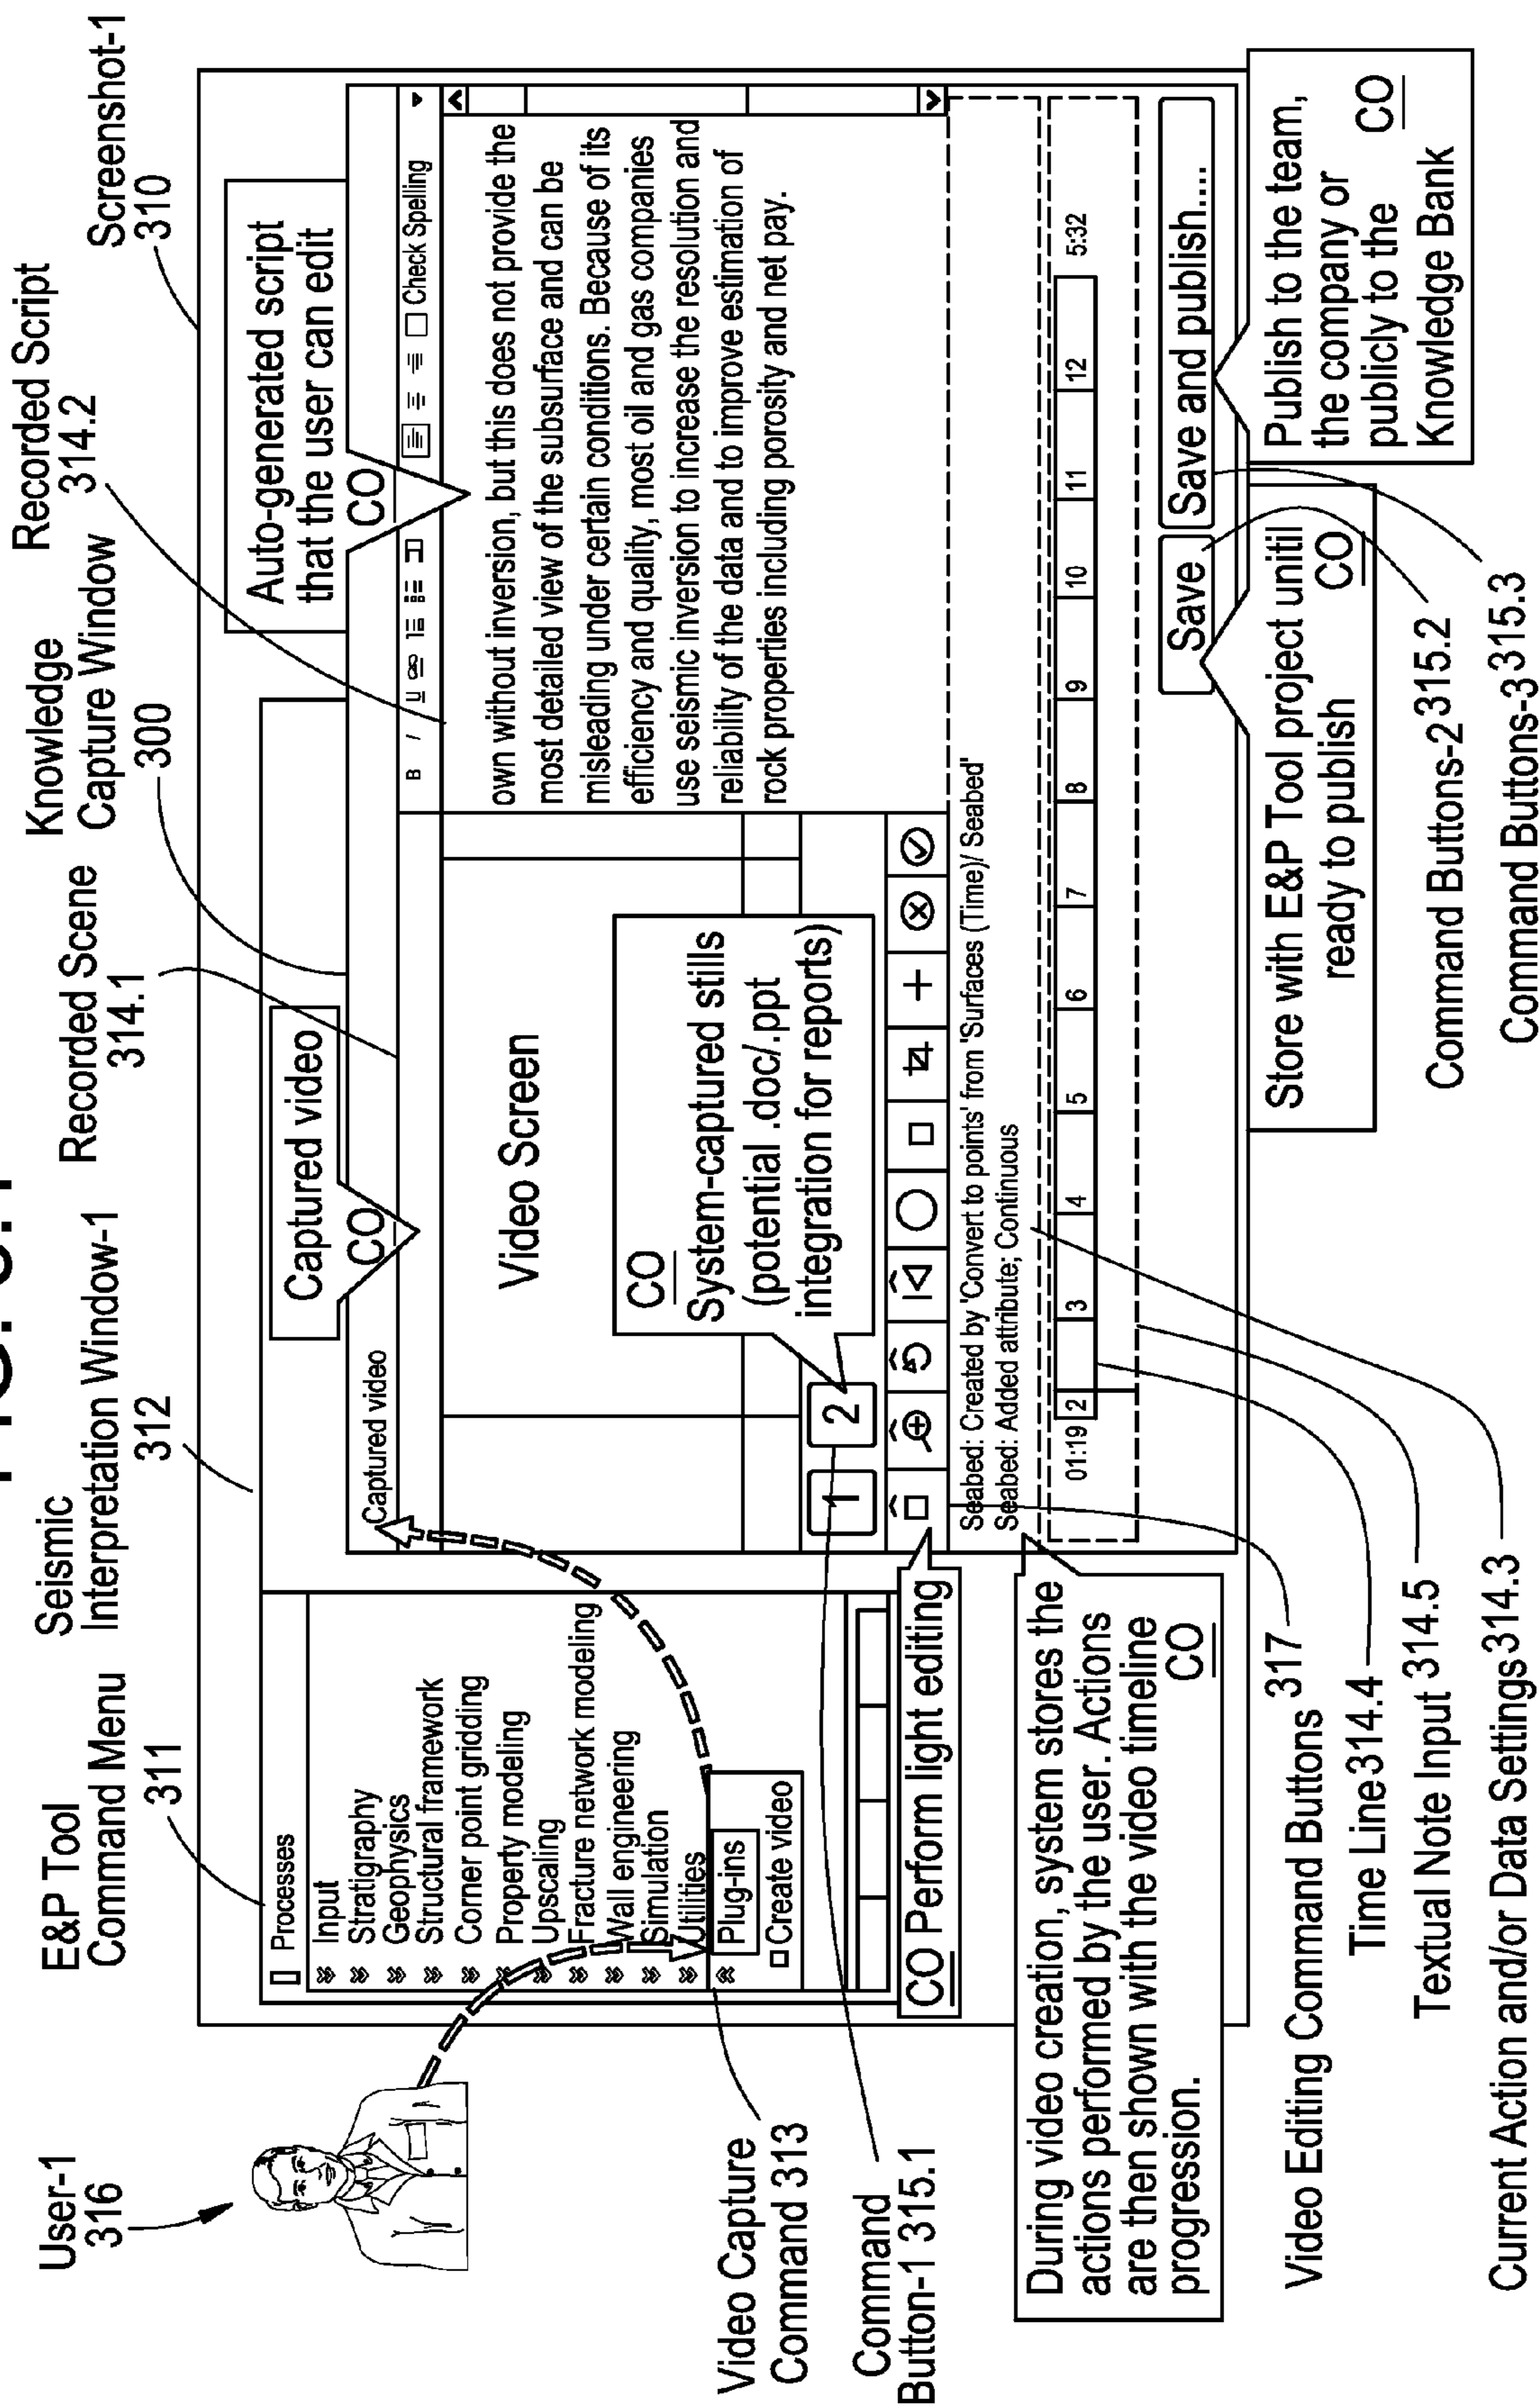 User-1
316
E&P Tool
Command Menu
311
Seismic
Interpretation Window-1
312
Recorded Scene
314.1
Knowledge
Capture Window
300
Recorded Script
314.2
Screenshot-1
310
Processes
Input
Stratigraphy
Geophysics
Structural framework
Corner point gridding
Property modeling
Upscaling
Fracture network modeling
Wall engineering
Simulation
Utilities
Plug-ins
Create video
Captured video
CO
Captured video
Auto-generated script
that the user can edit
CO
B I U
Check Spelling
Video Screen
own without inversion, but this does not provide the
most detailed view of the subsurface and can be
misleading under certain conditions. Because of its
efficiency and quality, most oil and gas companies
use seismic inversion to increase the resolution and
reliability of the data and to improve estimation of
rock properties including porosity and net pay.
CO
System-captured stills
(potential .doc/.ppt
integration for reports)
1 2
CO Perform light editing
Seabed: Created by 'Convert to points' from 'Surfaces (Time)/ Seabed'
Seabed: Added attribute; Continuous
01:19 2 3 4 5 6 7 8 9 10 11 12 5:32
Save
Save and publish....
Video Capture
Command 313
Command
Button-1 315.1
During video creation, system stores the
actions performed by the user. Actions
are then shown with the video timeline
progression.
CO
Store with E&P Tool project unitil
ready to publish
CO
Publish to the team,
the company or
publicly to the
Knowledge Bank
CO
Video Editing Command Buttons 317
Time Line 314.4
Textual Note Input 314.5
Current Action and/or Data Settings 314.3
Command Buttons-2 315.2
Command Buttons-3 315.3